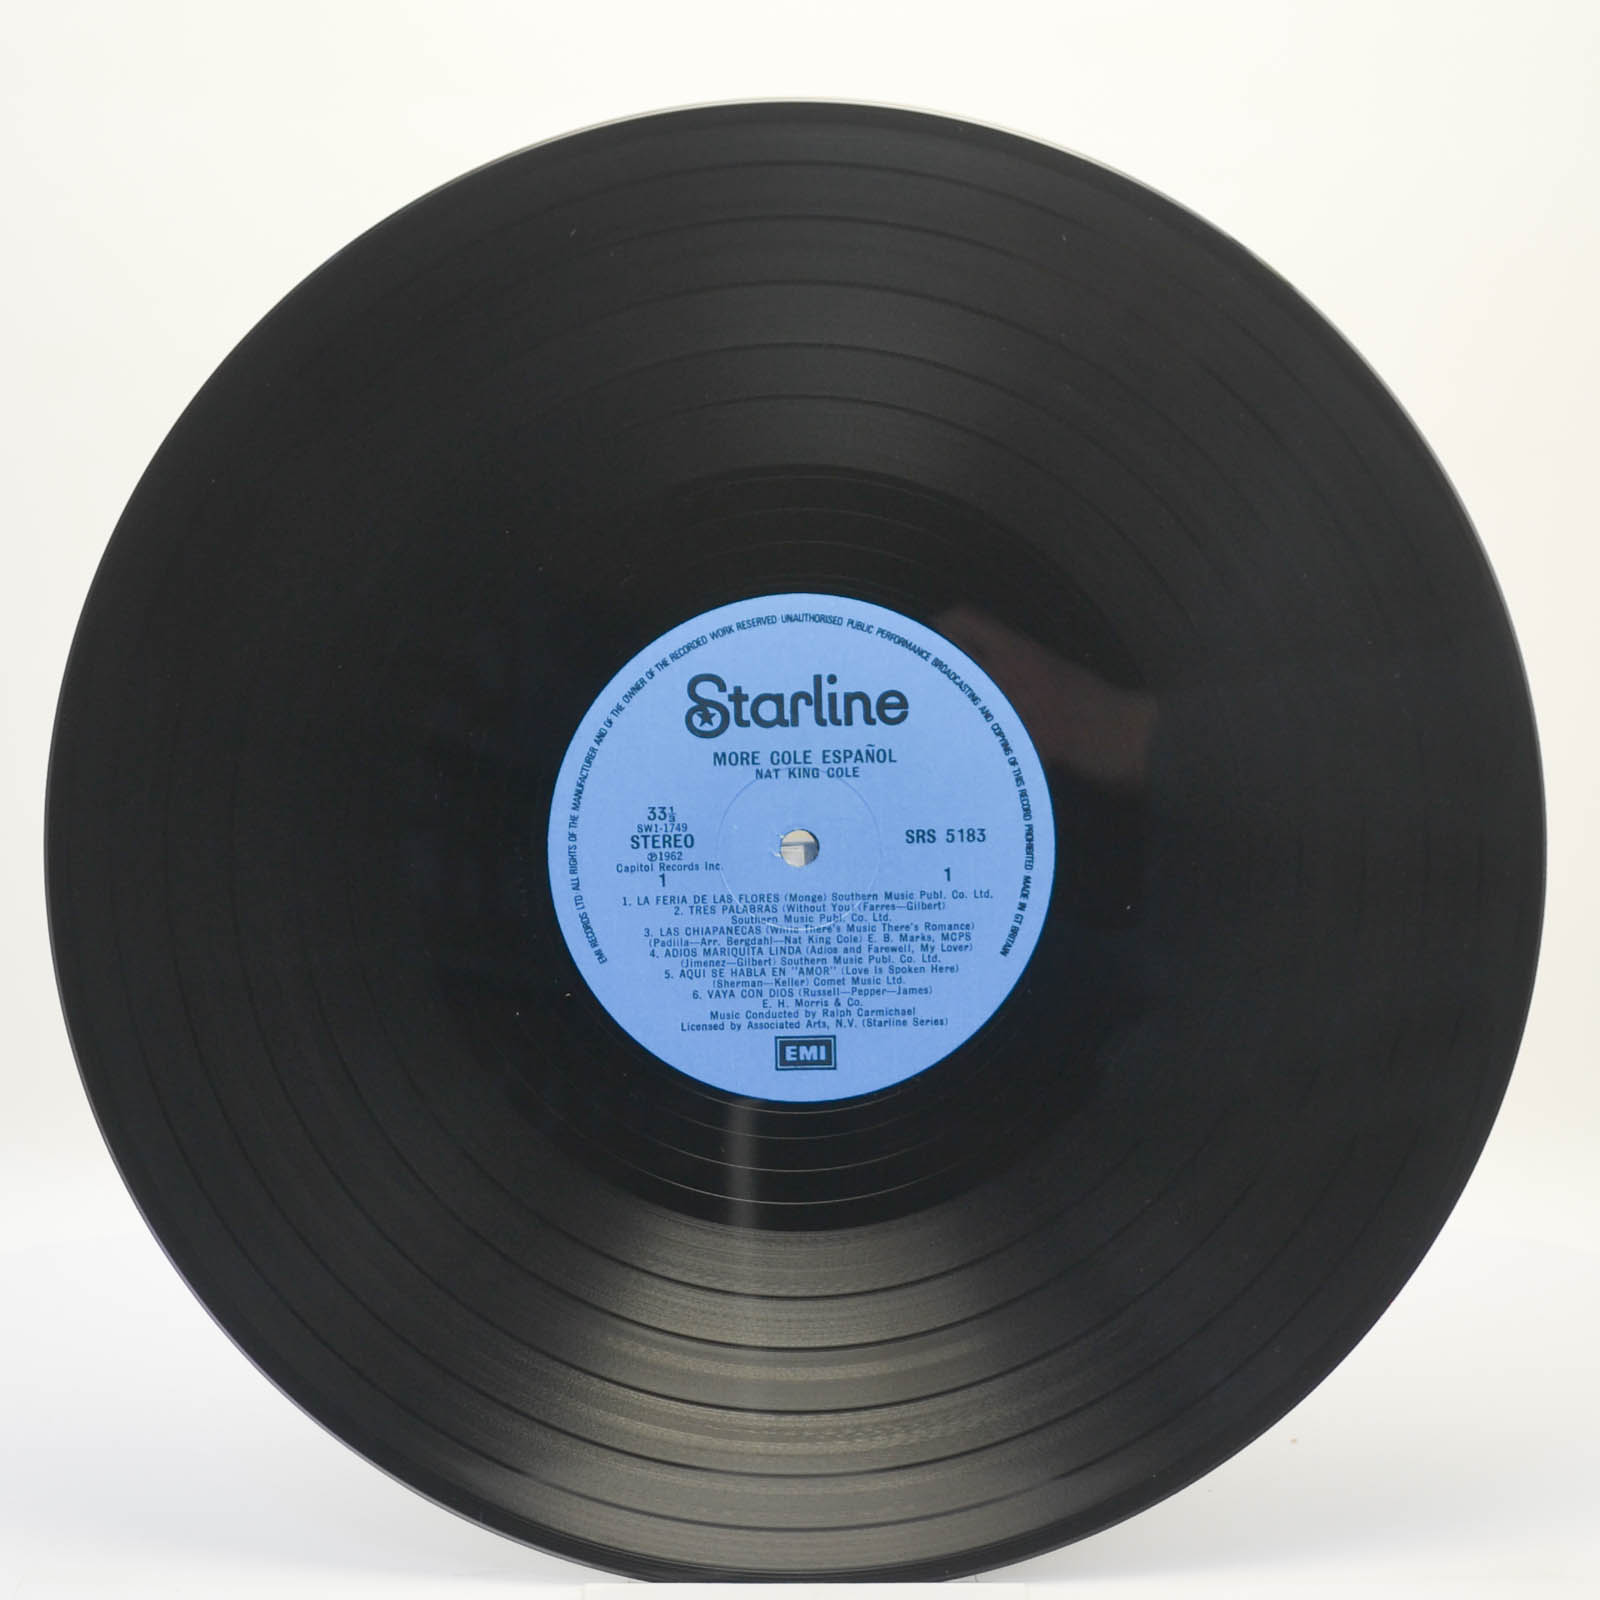 EMI RECORDS LTD · ALL RIGHTS OF THE MANUFACTURER AND OF THE OWNER OF THE RECORDED WORK RESERVED UNAUTHORISED PUBLIC PERFORMANCE BROADCASTING AND COPYING OF THIS RECORD PROHIBITED MADE IN GT BRITAIN
Starline
MORE COLE ESPAÑOL
NAT KING COLE
33⅓
SW1-1749
STEREO
SRS 5183
Ⓟ1962
Capitol Records Inc.
1
1
1. LA FERIA DE LAS FLORES (Monge) Southern Music Publ. Co. Ltd.
2. TRES PALABRAS (Without You) (Farres—Gilbert)
Southern Music Publ. Co. Ltd.
3. LAS CHIAPANECAS (While There's Music There's Romance)
(Padilla—Arr. Bergdahl—Nat King Cole) E. B. Marks, MCPS
4. ADIOS MARIQUITA LINDA (Adios and Farewell, My Lover)
(Jimenez—Gilbert) Southern Music Publ. Co. Ltd.
5. AQUI SE HABLA EN "AMOR" (Love Is Spoken Here)
(Sherman—Keller) Comet Music Ltd.
6. VAYA CON DIOS (Russell—Pepper—James)
E. H. Morris & Co.
Music Conducted by Ralph Carmichael
Licensed by Associated Arts, N.V. (Starline Series)
EMI